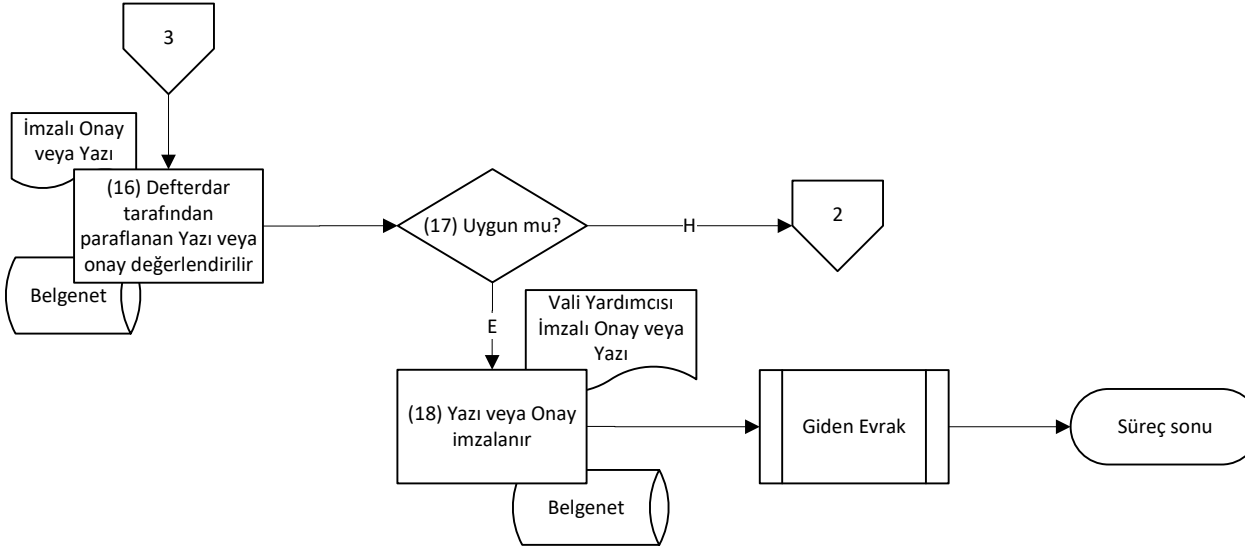 3
İmzalı Onay
veya Yazı
(16) Defterdar
tarafından
paraflanan Yazı veya
onay değerlendirilir
Belgenet
(17) Uygun mu?
H
2
E
Vali Yardımcısı
İmzalı Onay veya
Yazı
(18) Yazı veya Onay
imzalanır
Belgenet
Giden Evrak
Süreç sonu